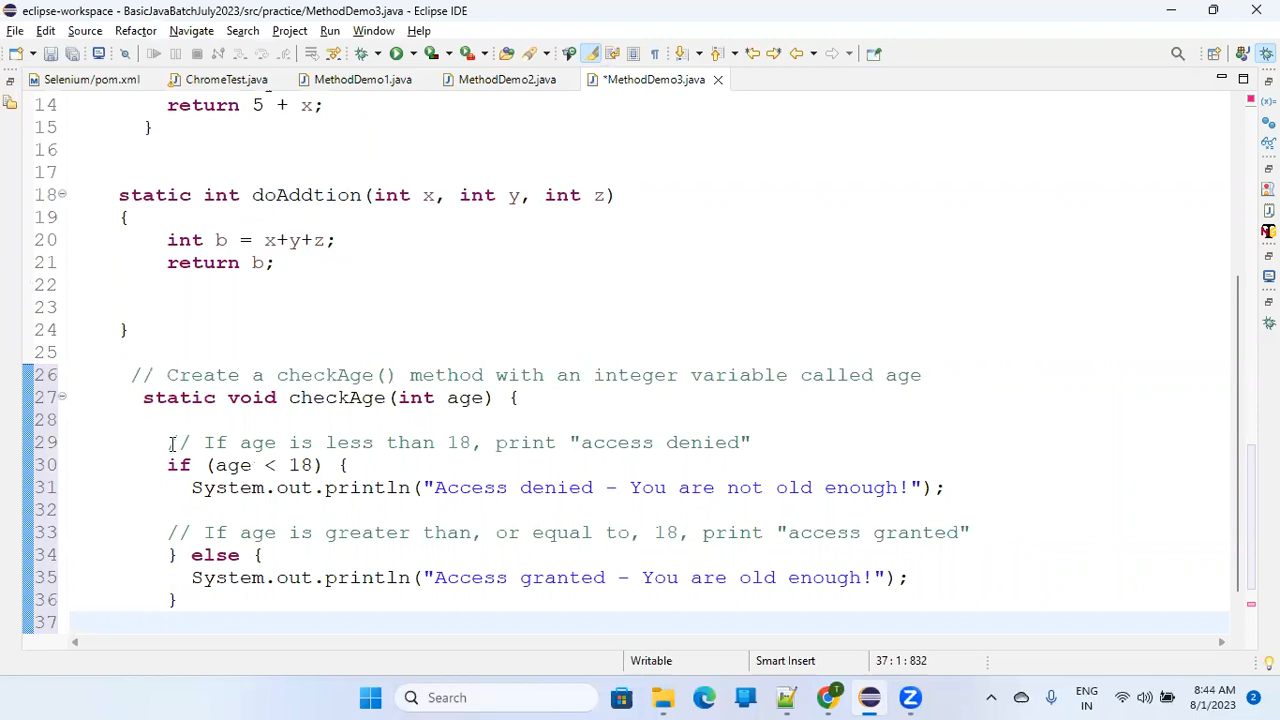 eclipse-workspace - BasicJavaBatchJuly2023/src/practice/MethodDemo3.java - Eclipse IDE
File Edit Source Refactor Navigate Search Project Run Window Help
Selenium/pom.xml ChromeTest.java MethodDemo1.java MethodDemo2.java *MethodDemo3.java
14 return 5 + x;
15 }
16
17
18 static int doAddtion(int x, int y, int z)
19 {
20 int b = x+y+z;
21 return b;
22
23
24 }
25
26 // Create a checkAge() method with an integer variable called age
27 static void checkAge(int age) {
28
29 // If age is less than 18, print "access denied"
30 if (age < 18) {
31 System.out.println("Access denied - You are not old enough!");
32
33 // If age is greater than, or equal to, 18, print "access granted"
34 } else {
35 System.out.println("Access granted - You are old enough!");
36 }
37
Writable Smart Insert 37 : 1 : 832
Search ENG IN 8:44 AM 8/1/2023 2